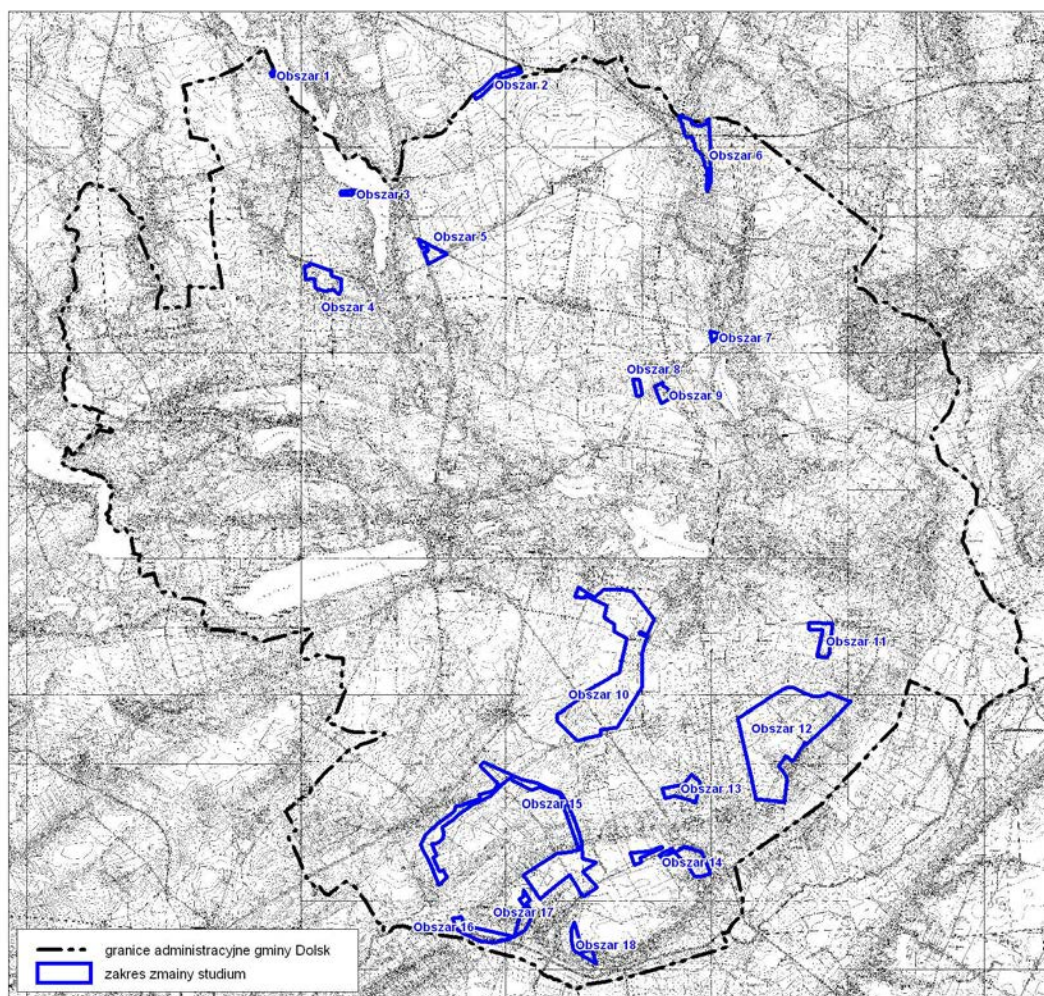 Obszar 1
Obszar 2
Obszar 6
Obszar 3
Obszar 5
Obszar 4
Obszar 7
Obszar 8
Obszar 9
Obszar 11
Obszar 10
Obszar 12
Obszar 13
Obszar 15
Obszar 14
Obszar 17
Obszar 16
Obszar 18
granice administracyjne gminy Dolsk
zakres zmainy studium